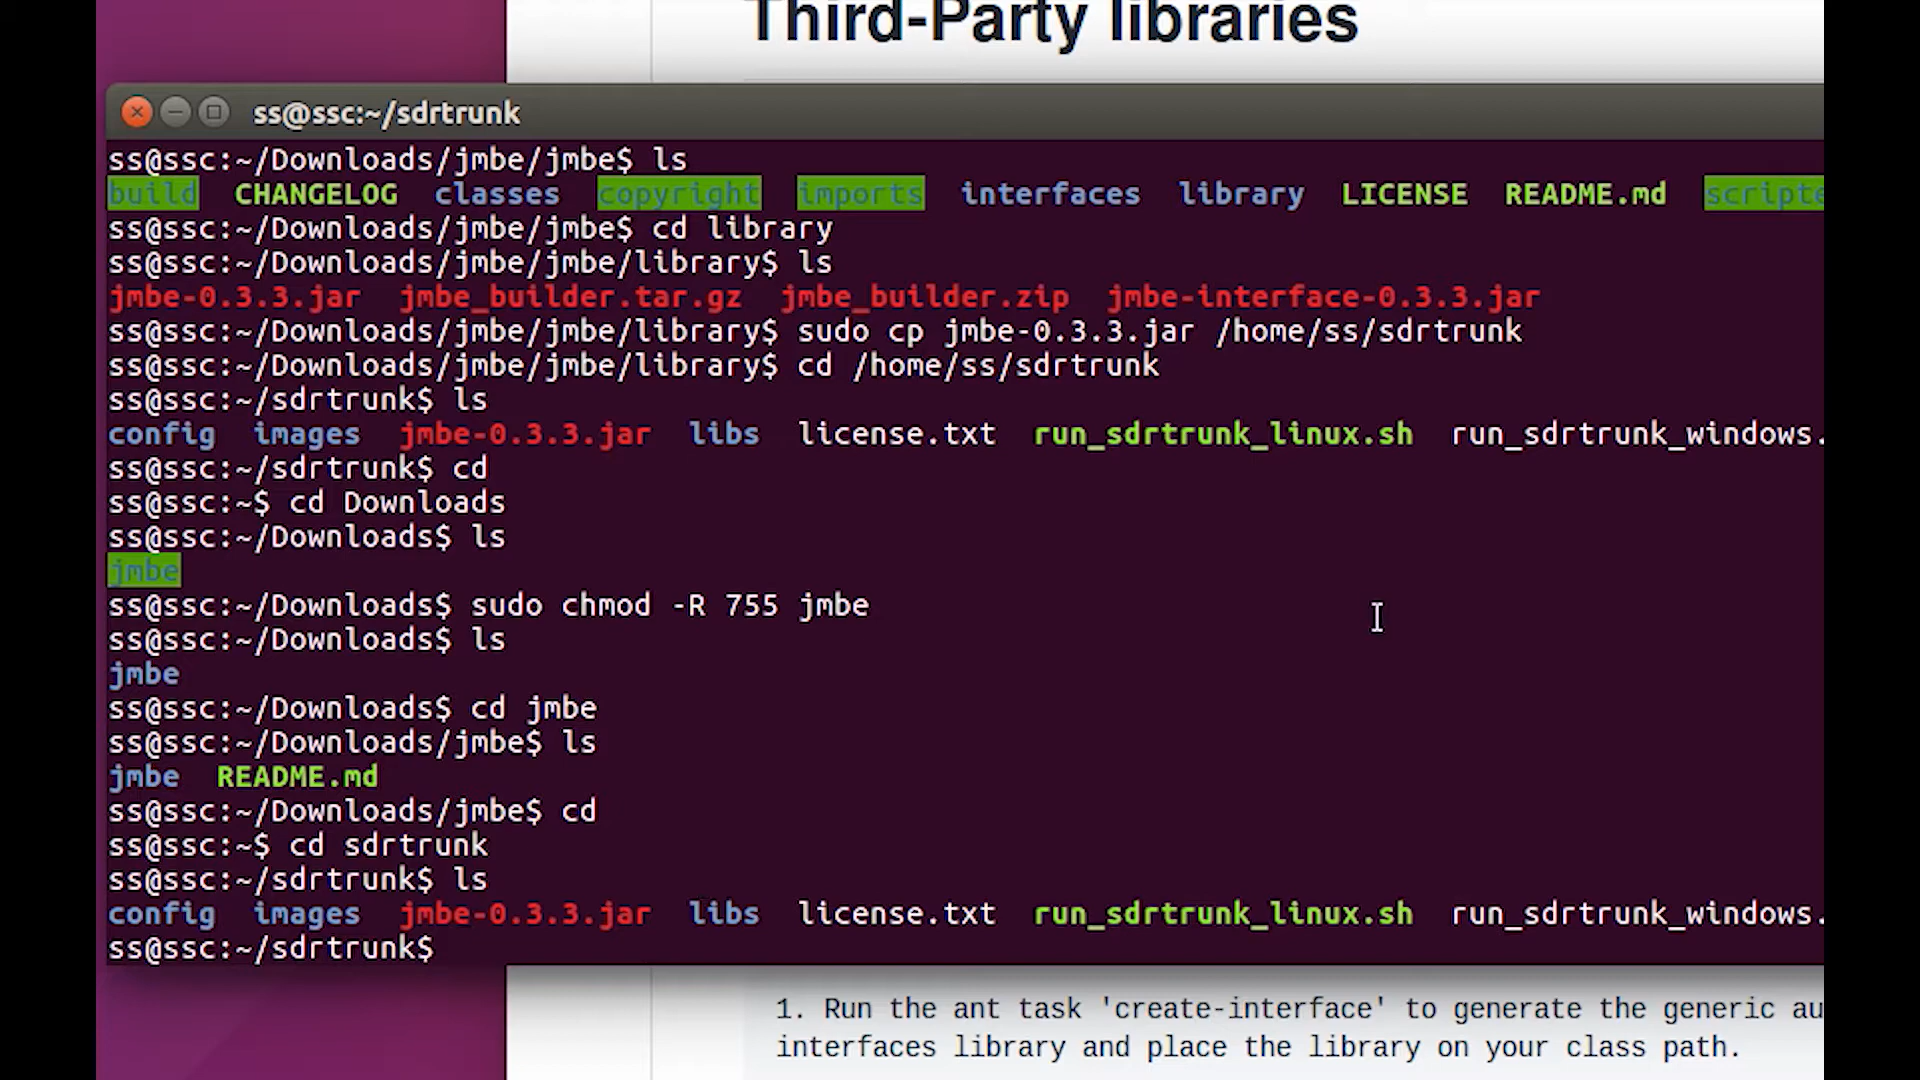 Third-Party libraries
ss@ssc:~/sdrtrunk
ss@ssc:~/Downloads/jmbe/jmbe$ ls
build CHANGELOG classes copyright imports interfaces library LICENSE README.md scripte
ss@ssc:~/Downloads/jmbe/jmbe$ cd library
ss@ssc:~/Downloads/jmbe/jmbe/library$ ls
jmbe-0.3.3.jar jmbe_builder.tar.gz jmbe_builder.zip jmbe-interface-0.3.3.jar
ss@ssc:~/Downloads/jmbe/jmbe/library$ sudo cp jmbe-0.3.3.jar /home/ss/sdrtrunk
ss@ssc:~/Downloads/jmbe/jmbe/library$ cd /home/ss/sdrtrunk
ss@ssc:~/sdrtrunk$ ls
config images jmbe-0.3.3.jar libs license.txt run_sdrtrunk_linux.sh run_sdrtrunk_windows.
ss@ssc:~/sdrtrunk$ cd
ss@ssc:~$ cd Downloads
ss@ssc:~/Downloads$ ls
jmbe
ss@ssc:~/Downloads$ sudo chmod -R 755 jmbe
ss@ssc:~/Downloads$ ls
jmbe
ss@ssc:~/Downloads$ cd jmbe
ss@ssc:~/Downloads/jmbe$ ls
jmbe README.md
ss@ssc:~/Downloads/jmbe$ cd
ss@ssc:~$ cd sdrtrunk
ss@ssc:~/sdrtrunk$ ls
config images jmbe-0.3.3.jar libs license.txt run_sdrtrunk_linux.sh run_sdrtrunk_windows.
ss@ssc:~/sdrtrunk$
1. Run the ant task 'create-interface' to generate the generic au
interfaces library and place the library on your class path.